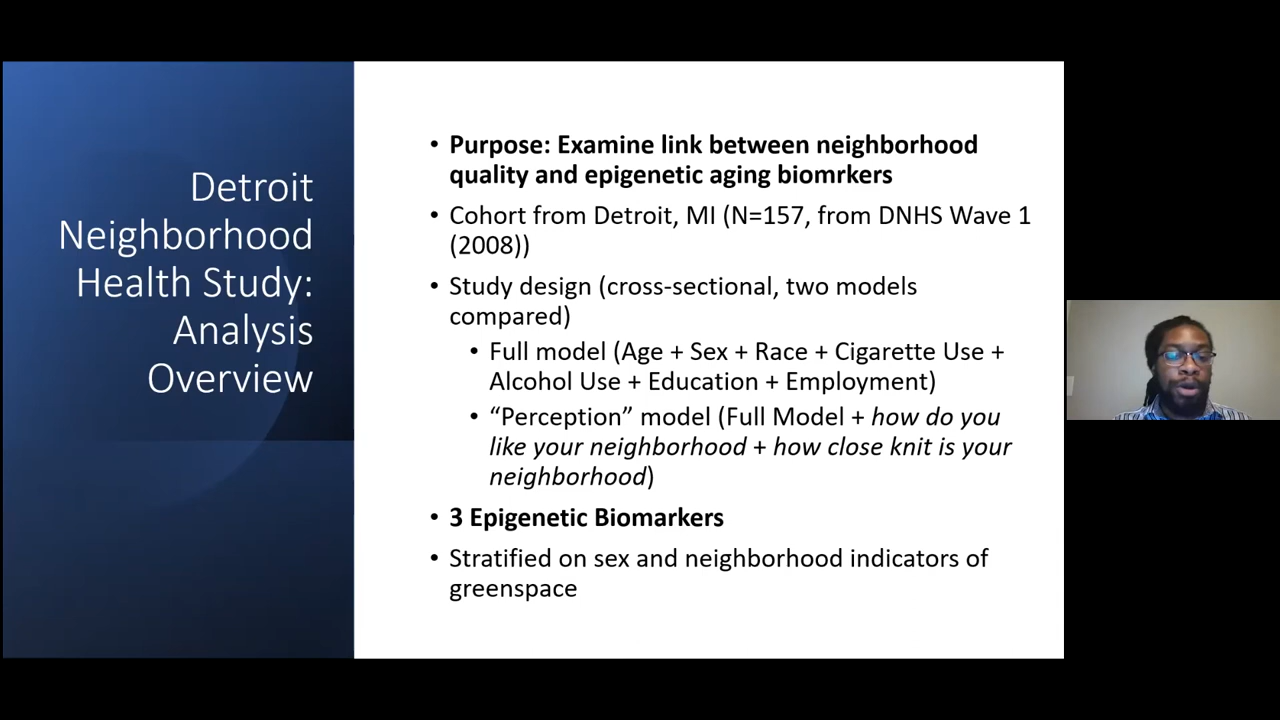 Detroit
Neighborhood
Health Study:
Analysis
Overview
• Purpose: Examine link between neighborhood
quality and epigenetic aging biomrkers
• Cohort from Detroit, MI (N=157, from DNHS Wave 1
(2008))
• Study design (cross-sectional, two models
compared)
• Full model (Age + Sex + Race + Cigarette Use +
Alcohol Use + Education + Employment)
• “Perception” model (Full Model + how do you
like your neighborhood + how close knit is your
neighborhood)
• 3 Epigenetic Biomarkers
• Stratified on sex and neighborhood indicators of
greenspace